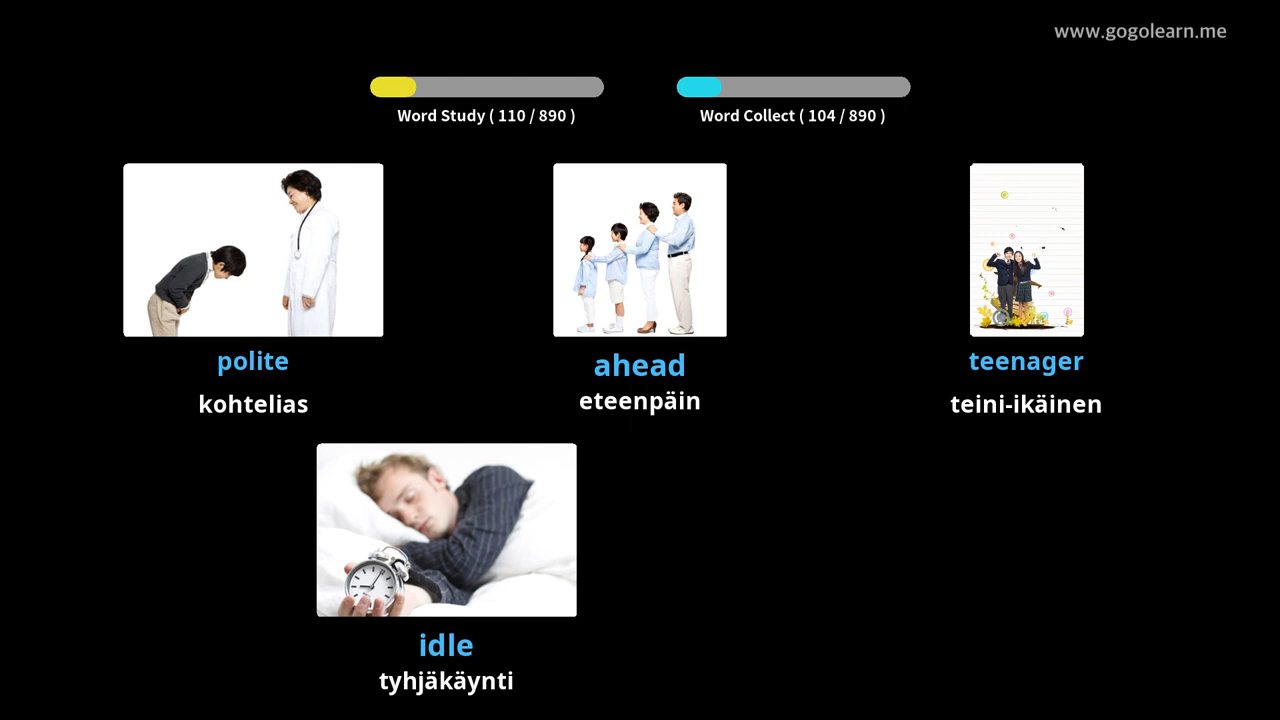 www.gogolearn.me
Word Study ( 110 / 890 )
Word Collect ( 104 / 890 )
polite
kohtelias
ahead
eteenpäin
teenager
teini-ikäinen
idle
tyhjäkäynti